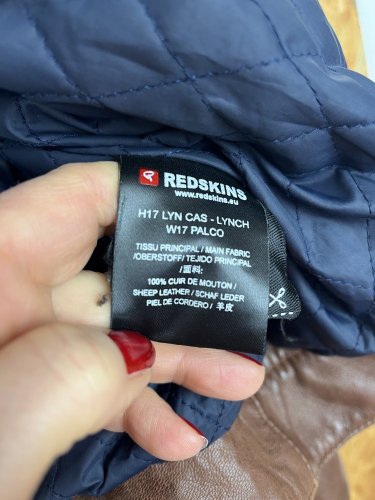 REDSKINS
www.redskins.eu
H17 LYN CAS - LYNCH
W17 PALCO
TISSU PRINCIPAL / MAIN FABRIC
/OBERSTOFF/ TEJIDO PRINCIPAL
/面料:
100% CUIR DE MOUTON/
SHEEP LEATHER / SCHAF LEDER
PIEL DE CORDERO / 羊皮